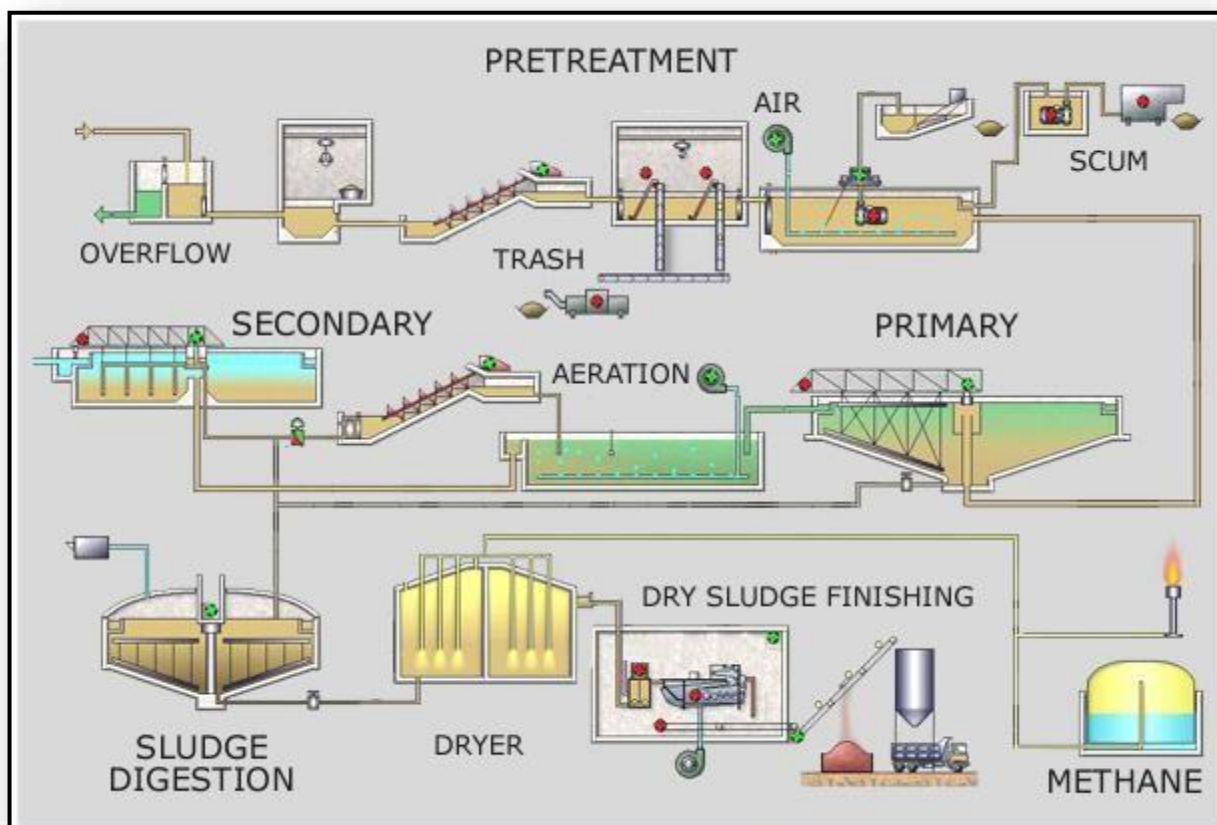 PRETREATMENT
AIR
SCUM
OVERFLOW
TRASH
SECONDARY
PRIMARY
AERATION
DRY SLUDGE FINISHING
SLUDGE
DIGESTION
DRYER
METHANE